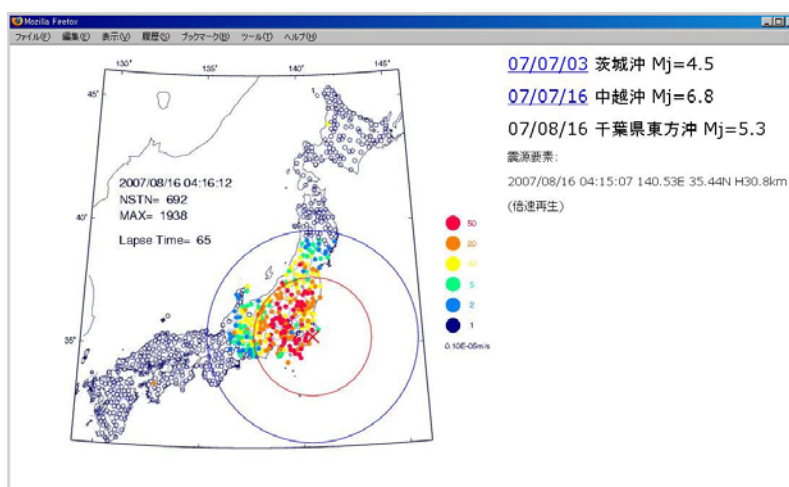 Mozilla Firefox
ファイル(F) 編集(E) 表示(V) 履歴(S) ブックマーク(B) ツール(T) ヘルプ(H)
130° 135° 140° 145°
45°
40°
35°
130° 135° 140° 145°
2007/08/16 04:16:12
NSTN= 692
MAX= 1938
Lapse Time= 65
50
20
10
5
2
1
0.10E-05m/s
07/07/03 茨城沖 Mj=4.5
07/07/16 中越沖 Mj=6.8
07/08/16 千葉県東方沖 Mj=5.3
震源要素:
2007/08/16 04:15:07 140.53E 35.44N H30.8km
(倍速再生)